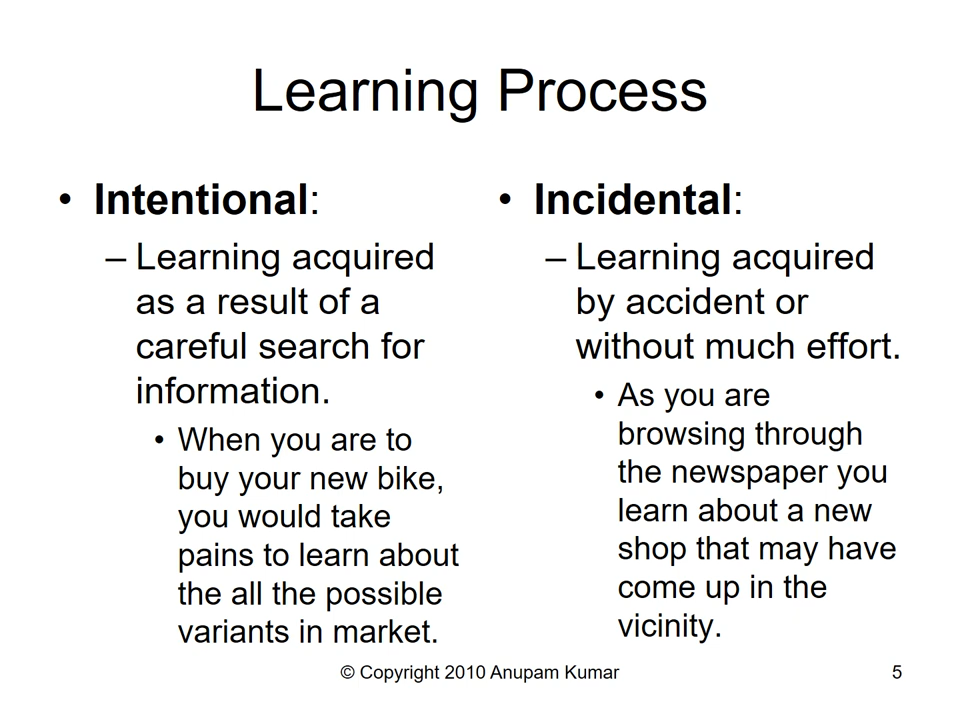 Learning Process
• Intentional:
– Learning acquired
as a result of a
careful search for
information.
• When you are to
buy your new bike,
you would take
pains to learn about
the all the possible
variants in market.
• Incidental:
– Learning acquired
by accident or
without much effort.
• As you are
browsing through
the newspaper you
learn about a new
shop that may have
come up in the
vicinity.
© Copyright 2010 Anupam Kumar
5